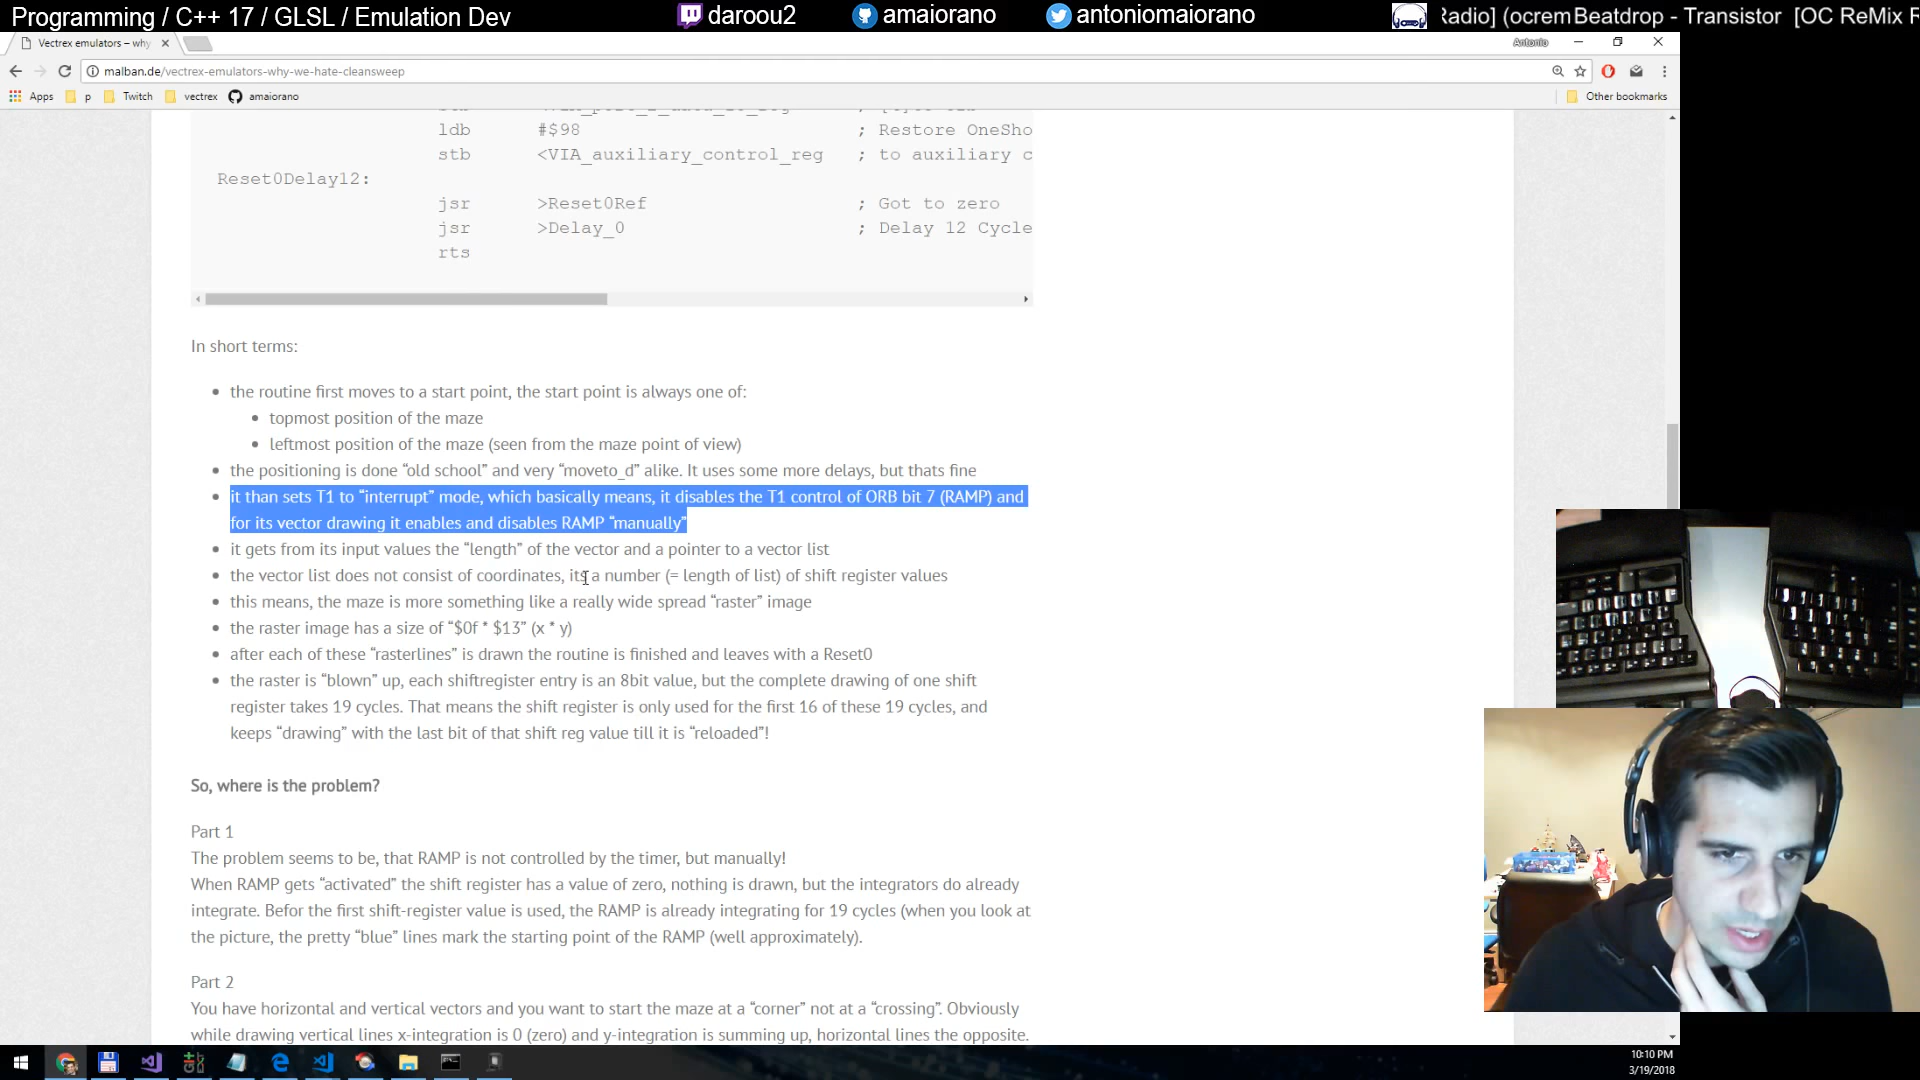 Programming / C++ 17 / GLSL / Emulation Dev
daroou2
amaiorano
antoniomaiorano
Radio] (ocrem Beatdrop - Transistor [OC ReMix R
Vectrex emulators – why
Antonio
malban.de/vectrex-emulators-why-we-hate-cleansweep
Apps
p
Twitch
vectrex
amaiorano
Other bookmarks
ldb #$98 ; Restore OneSho
stb <VIA_auxiliary_control_reg ; to auxiliary c
Reset0Delay12:
jsr >Reset0Ref ; Got to zero
jsr >Delay_0 ; Delay 12 Cycle
rts
In short terms:
the routine first moves to a start point, the start point is always one of:
topmost position of the maze
leftmost position of the maze (seen from the maze point of view)
the positioning is done “old school” and very “moveto_d” alike. It uses some more delays, but thats fine
it than sets T1 to “interrupt” mode, which basically means, it disables the T1 control of ORB bit 7 (RAMP) and
for its vector drawing it enables and disables RAMP “manually”
it gets from its input values the “length” of the vector and a pointer to a vector list
the vector list does not consist of coordinates, its a number (= length of list) of shift register values
this means, the maze is more something like a really wide spread “raster” image
the raster image has a size of “$0f * $13” (x * y)
after each of these “rasterlines” is drawn the routine is finished and leaves with a Reset0
the raster is “blown” up, each shiftregister entry is an 8bit value, but the complete drawing of one shift
register takes 19 cycles. That means the shift register is only used for the first 16 of these 19 cycles, and
keeps “drawing” with the last bit of that shift reg value till it is “reloaded”!
So, where is the problem?
Part 1
The problem seems to be, that RAMP is not controlled by the timer, but manually!
When RAMP gets “activated” the shift register has a value of zero, nothing is drawn, but the integrators do already
integrate. Befor the first shift-register value is used, the RAMP is already integrating for 19 cycles (when you look at
the picture, the pretty “blue” lines mark the starting point of the RAMP (well approximately).
Part 2
You have horizontal and vertical vectors and you want to start the maze at a “corner” not at a “crossing”. Obviously
while drawing vertical lines x-integration is 0 (zero) and y-integration is summing up, horizontal lines the opposite.
10:10 PM
3/19/2018